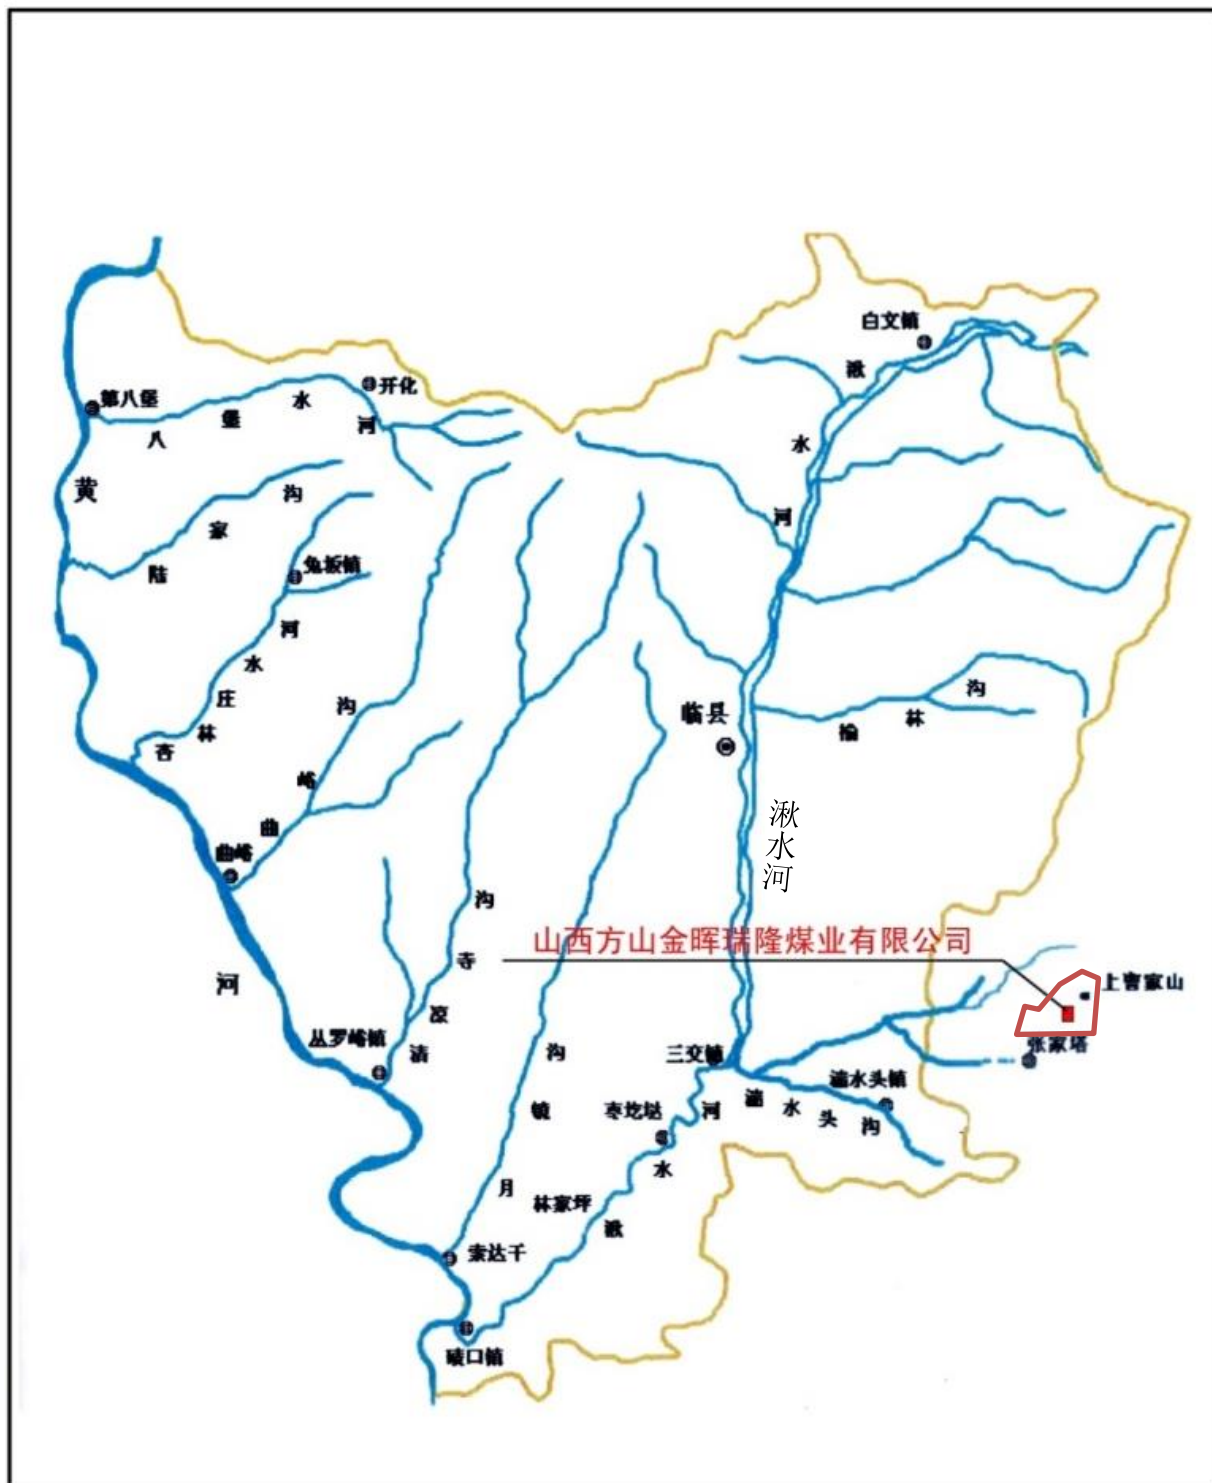 白文镇
开化
第八堡
八堡水河
湫水河
黄河
陆家沟
兔板镇
杏林庄水河
临县
榆林沟
曲峪沟
曲峪
湫水河
清凉寺沟
山西方山金晖瑞隆煤业有限公司
上曹家山
张家塔
丛罗峪镇
三交镇
湍水头镇
湍水头沟
枣圪垯
月镜沟
林家坪
湫水河
索达干
碛口镇